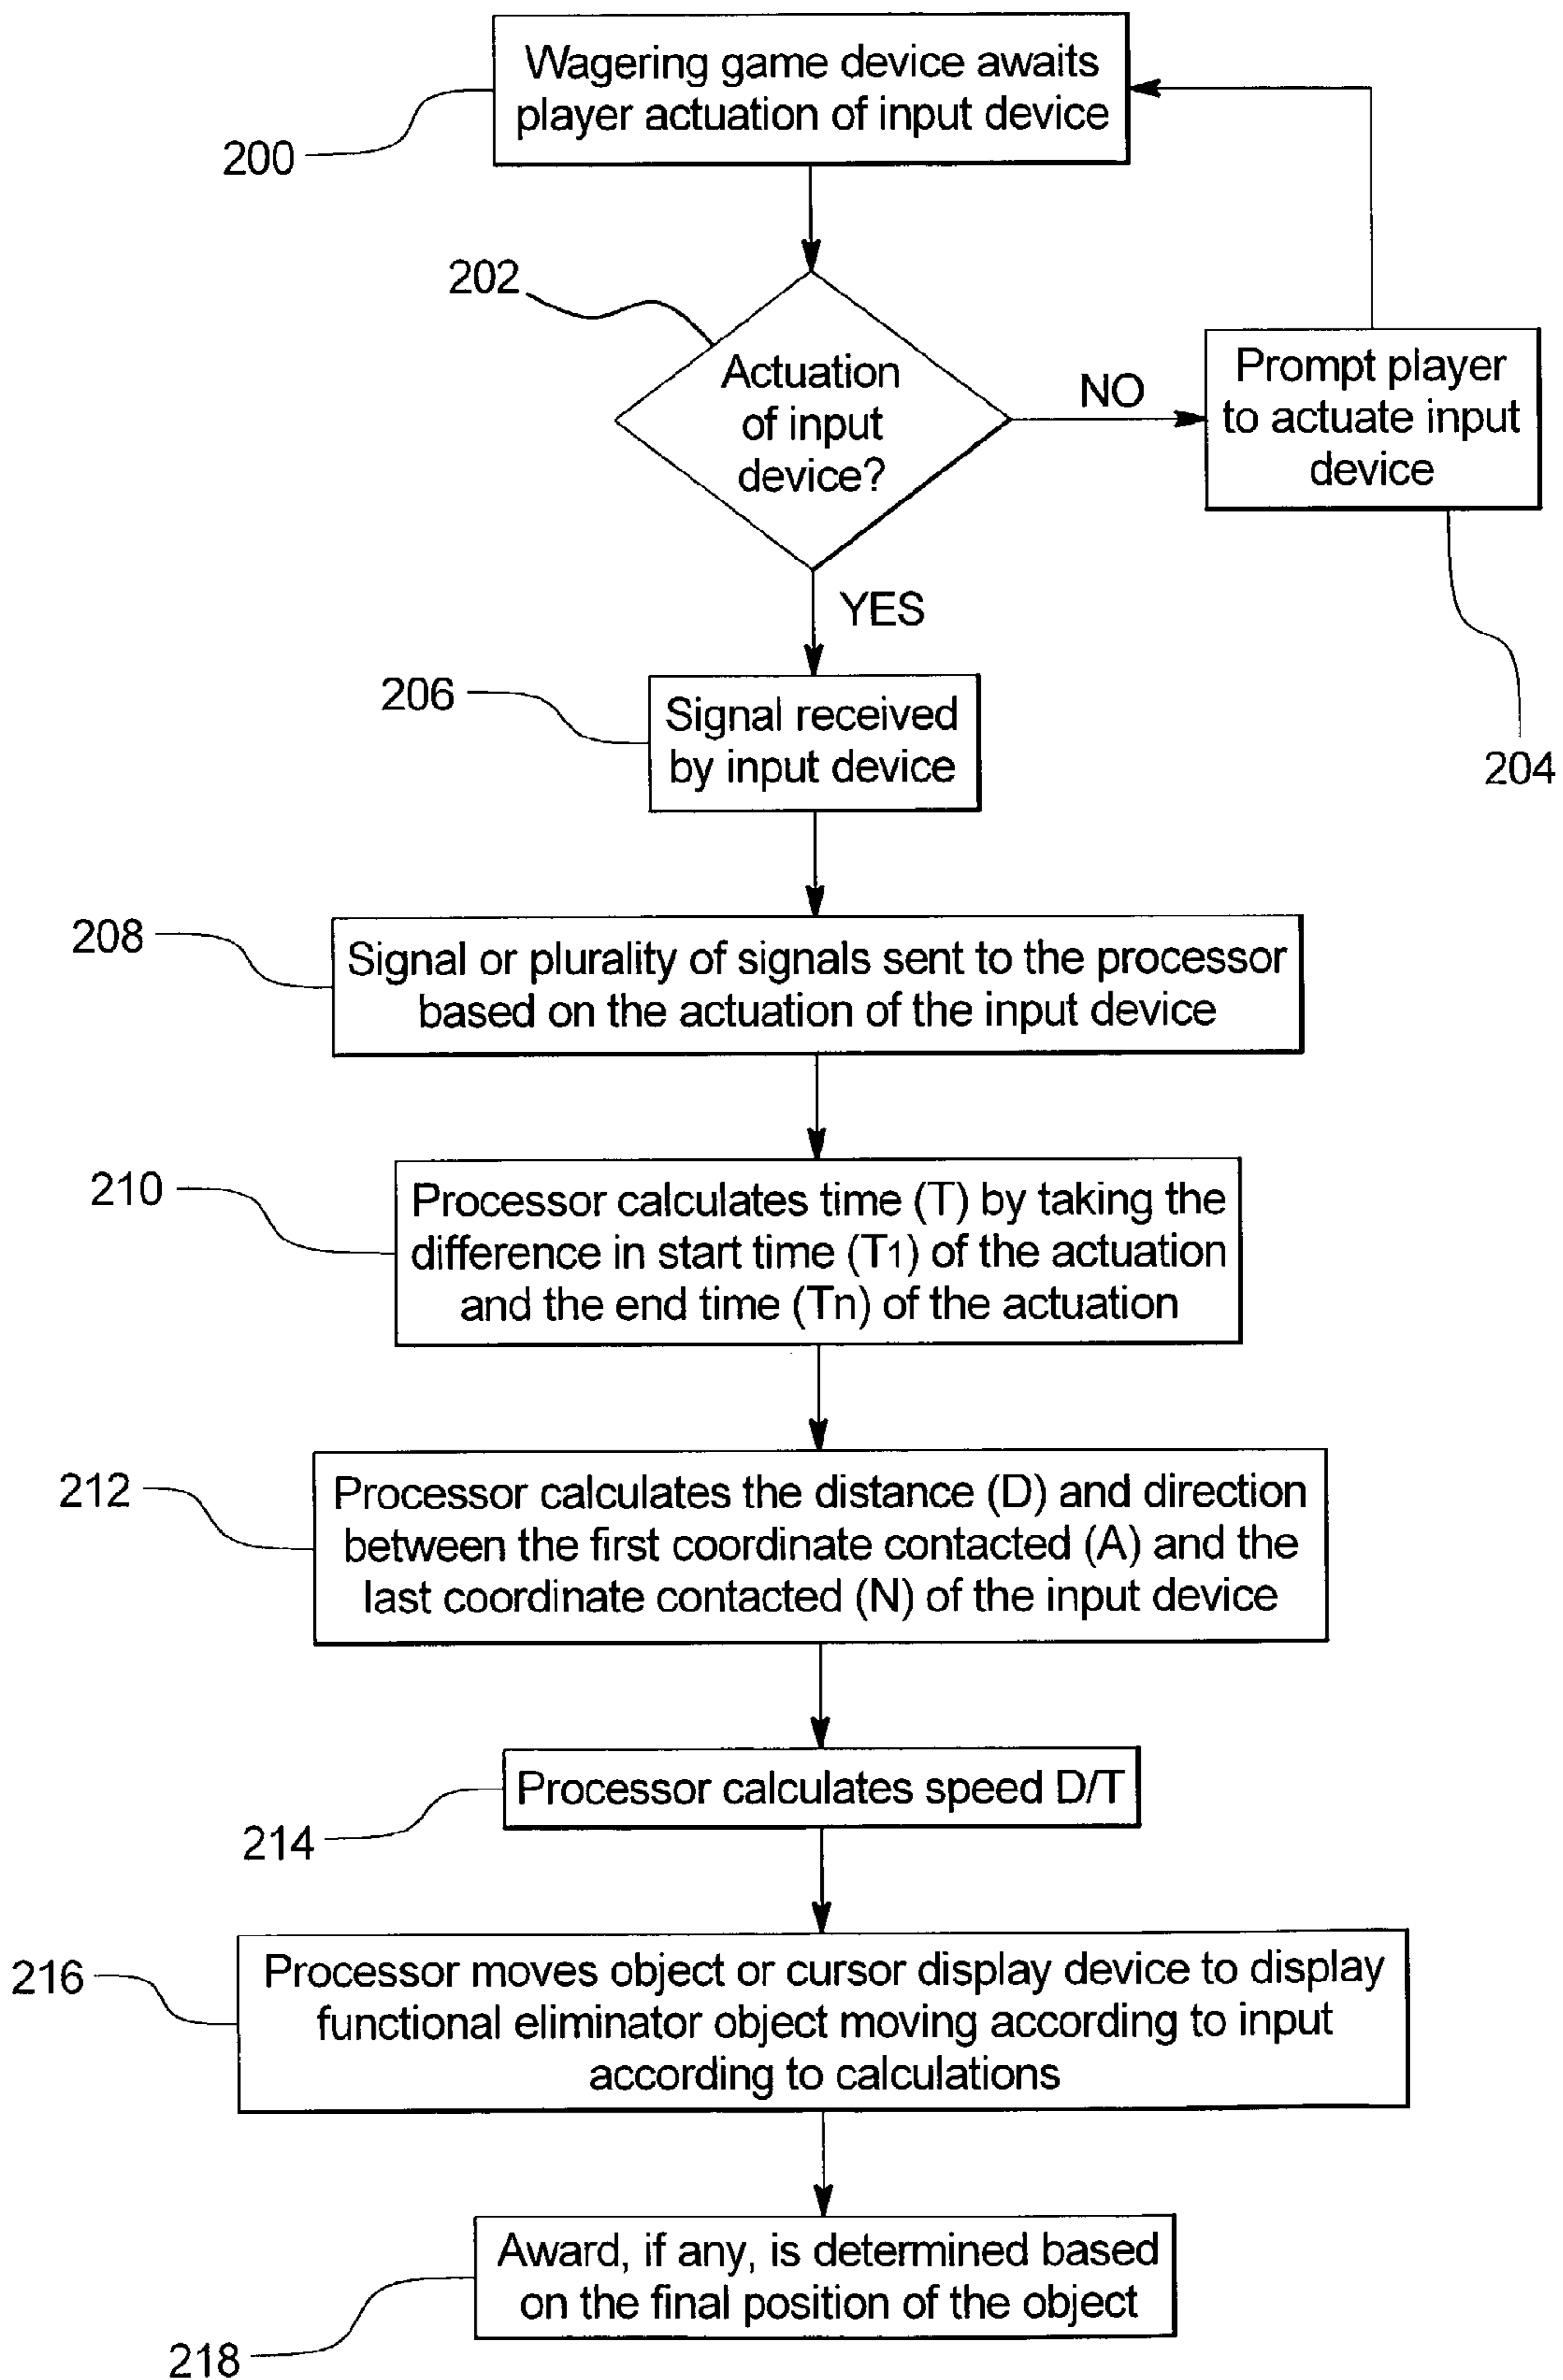 Wagering game device awaits
player actuation of input device
200
202
Actuation
of input
device?
NO
Prompt player
to actuate input
device
204
YES
206
Signal received
by input device
208
Signal or plurality of signals sent to the processor
based on the actuation of the input device
210
Processor calculates time (T) by taking the
difference in start time (T1) of the actuation
and the end time (Tn) of the actuation
212
Processor calculates the distance (D) and direction
between the first coordinate contacted (A) and the
last coordinate contacted (N) of the input device
Processor calculates speed D/T
214
216
Processor moves object or cursor display device to display
functional eliminator object moving according to input
according to calculations
Award, if any, is determined based
on the final position of the object
218